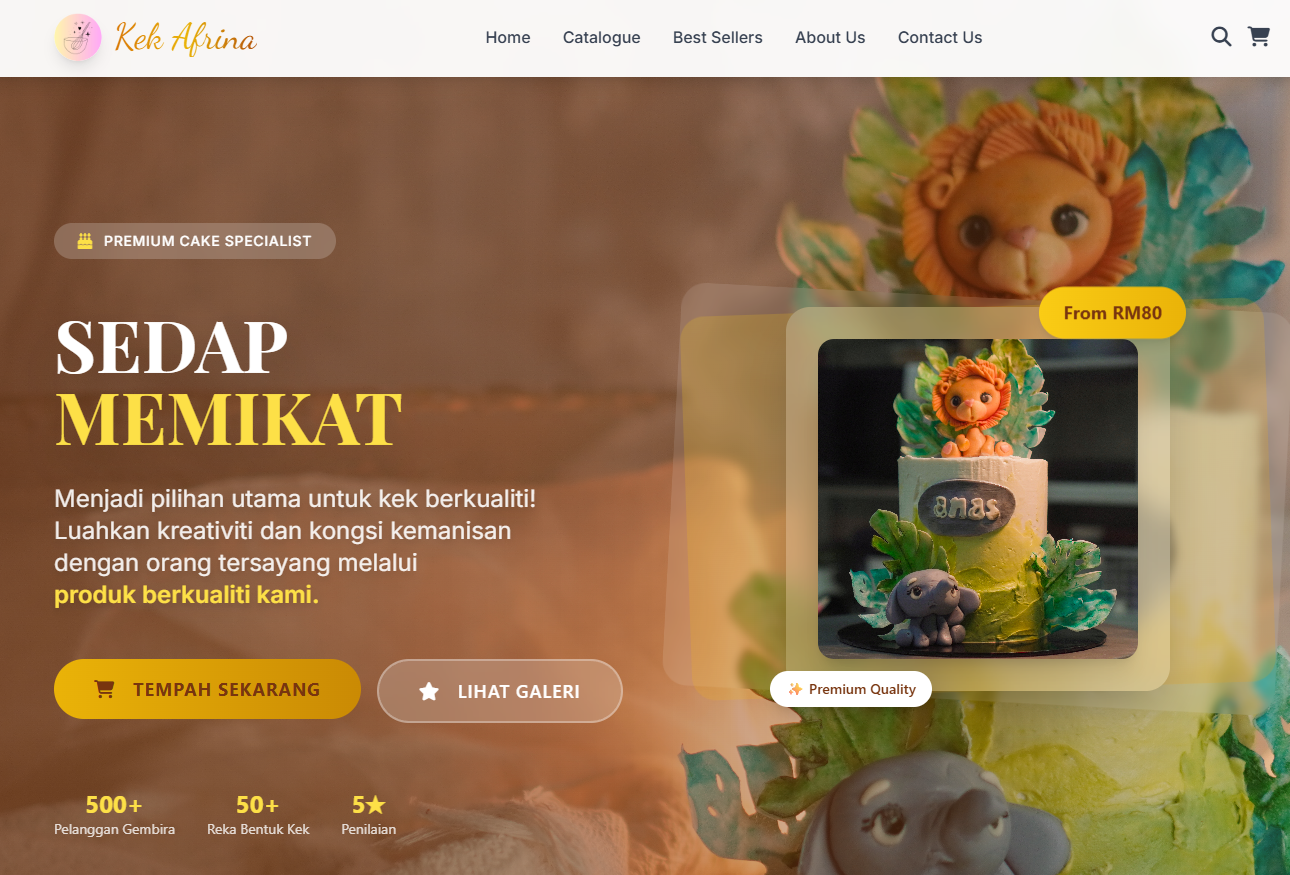 Kek Afrina
Home Catalogue Best Sellers About Us Contact Us
PREMIUM CAKE SPECIALIST
SEDAP
MEMIKAT
Menjadi pilihan utama untuk kek berkualiti!
Luahkan kreativiti dan kongsi kemanisan
dengan orang tersayang melalui
produk berkualiti kami.
TEMPAH SEKARANG
LIHAT GALERI
500+
Pelanggan Gembira
50+
Reka Bentuk Kek
5★
Penilaian
From RM80
anas
✨ Premium Quality